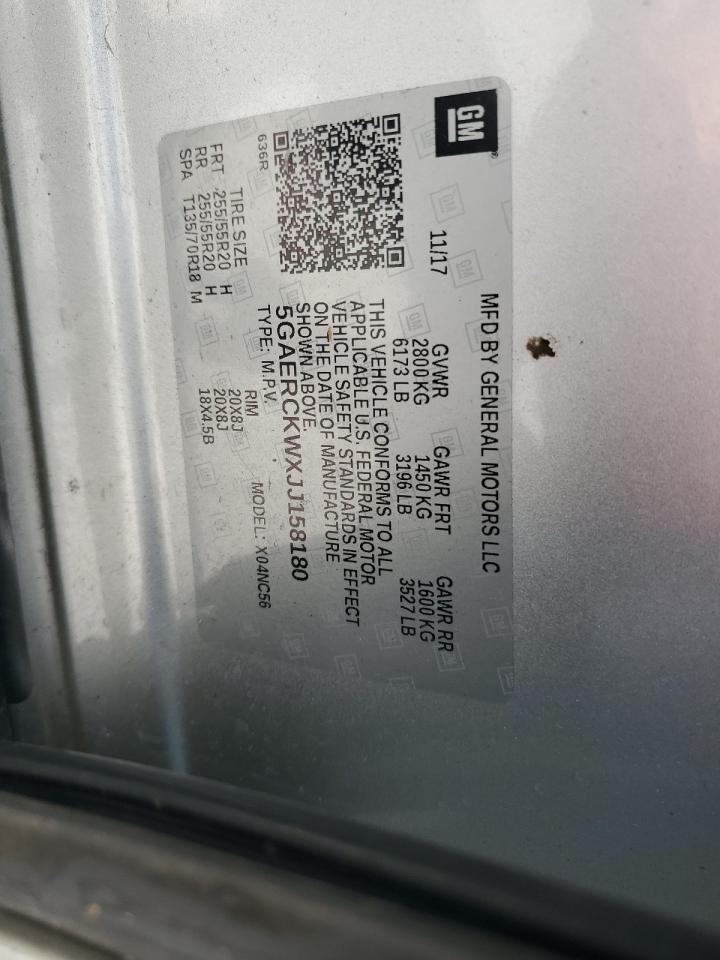 GM
MFD BY GENERAL MOTORS LLC
11/17
GVWR GAWR FRT GAWR RR
2800 KG 1450 KG 1600 KG
6173 LB 3196 LB 3527 LB
THIS VEHICLE CONFORMS TO ALL
APPLICABLE U.S. FEDERAL MOTOR
VEHICLE SAFETY STANDARDS IN EFFECT
ON THE DATE OF MANUFACTURE
SHOWN ABOVE.
5GAERCKWXJJ158180
636R
TYPE: M.P.V. MODEL: X04NC56
TIRE SIZE RIM
FRT 255/55R20 H 20X8J
RR 255/55R20 H 20X8J
SPA T135/70R18 M 18X4.5B